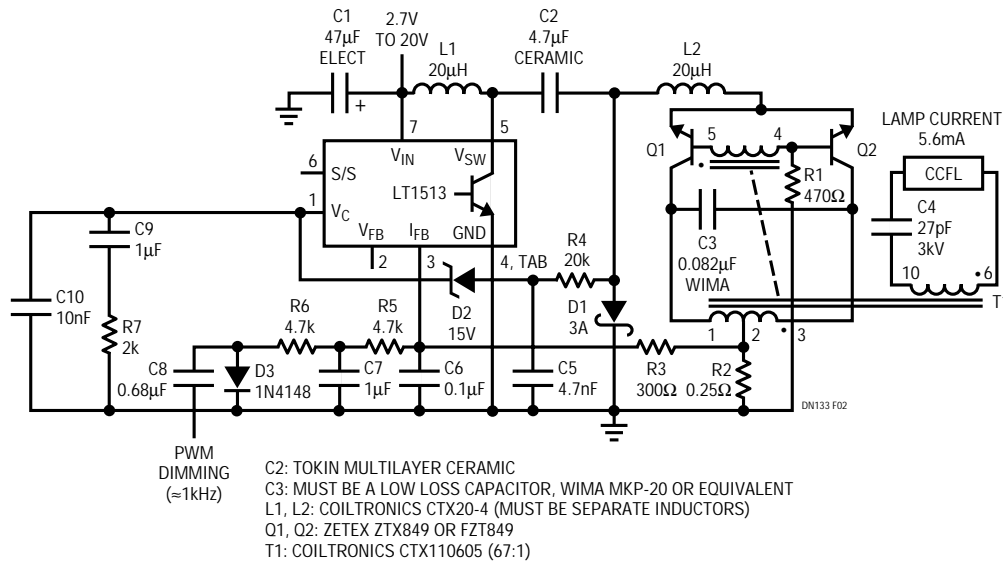 C1
47µF
ELECT
2.7V
TO 20V
L1
20µH
C2
4.7µF
CERAMIC
L2
20µH
+
7
5
6
S/S
VIN
VSW
LT1513
1
VC
VFB
IFB
GND
2
3
4, TAB
Q1
5
4
Q2
R1
470Ω
LAMP CURRENT
5.6mA
CCFL
C4
27pF
3kV
10
6
T1
C3
0.082µF
WIMA
1
2
3
C9
1µF
C10
10nF
R7
2k
R4
20k
D2
15V
D1
3A
R6
4.7k
R5
4.7k
C8
0.68µF
D3
1N4148
C7
1µF
C6
0.1µF
C5
4.7nF
R3
300Ω
R2
0.25Ω
DN133 F02
PWM
DIMMING
(≈1kHz)
C2: TOKIN MULTILAYER CERAMIC
C3: MUST BE A LOW LOSS CAPACITOR, WIMA MKP-20 OR EQUIVALENT
L1, L2: COILTRONICS CTX20-4 (MUST BE SEPARATE INDUCTORS)
Q1, Q2: ZETEX ZTX849 OR FZT849
T1: COILTRONICS CTX110605 (67:1)